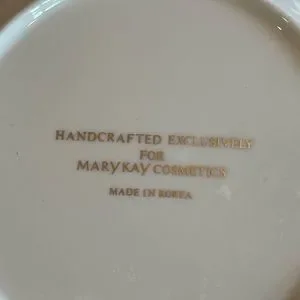 HANDCRAFTED EXCLUSIVELY
FOR
MARY KAY COSMETICS
MADE IN KOREA